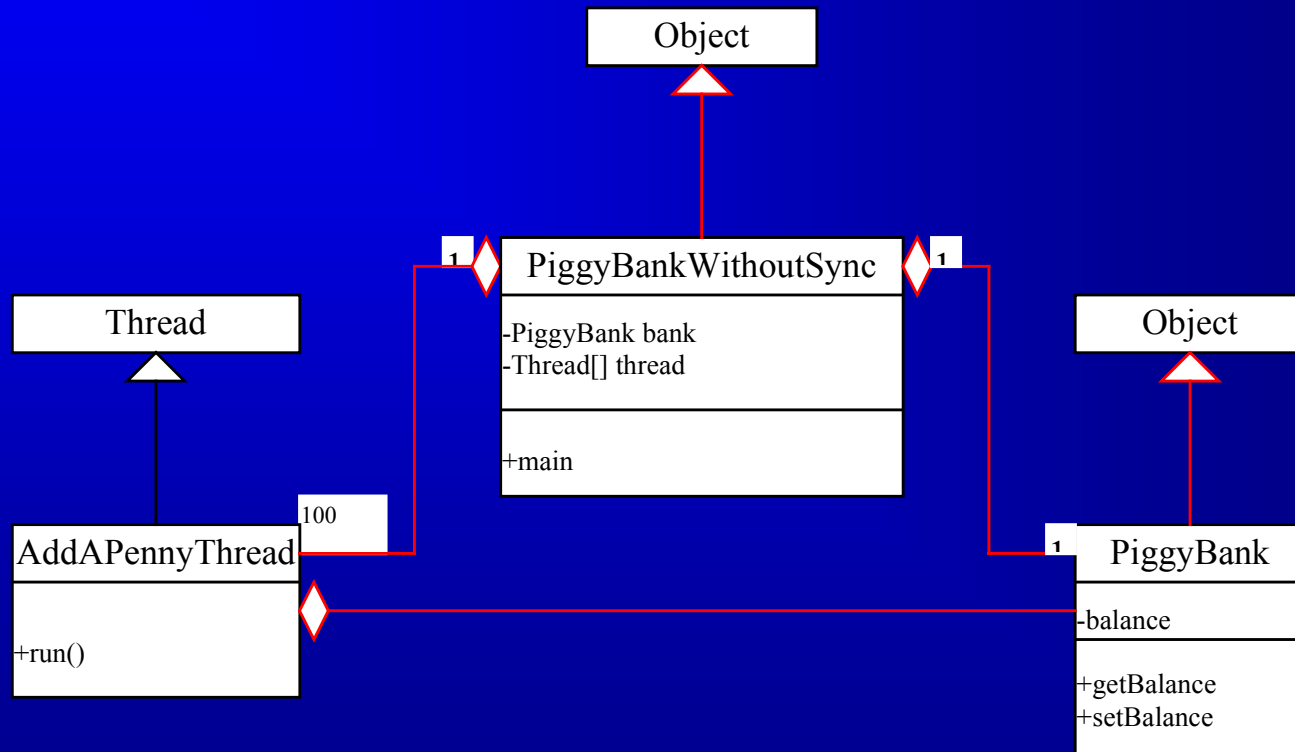 Object
1
PiggyBankWithoutSync
1
-PiggyBank bank
-Thread[] thread
+main
Thread
Object
100
AddAPennyThread
+run()
1
PiggyBank
-balance
+getBalance
+setBalance